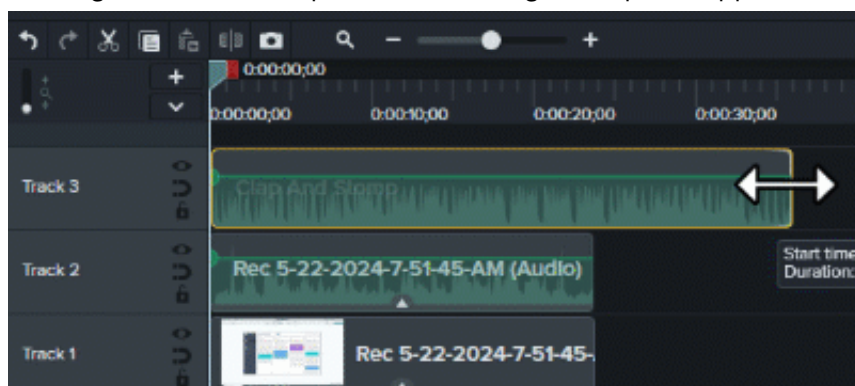 0:00:00;00
0:00:00;00 0:00:10;00 0:00:20;00 0:00:30;00
Track 3
Clap And Stomp
Track 2
Rec 5-22-2024-7-51-45-AM (Audio)
Start time
Duration:
Track 1
Rec 5-22-2024-7-51-45-